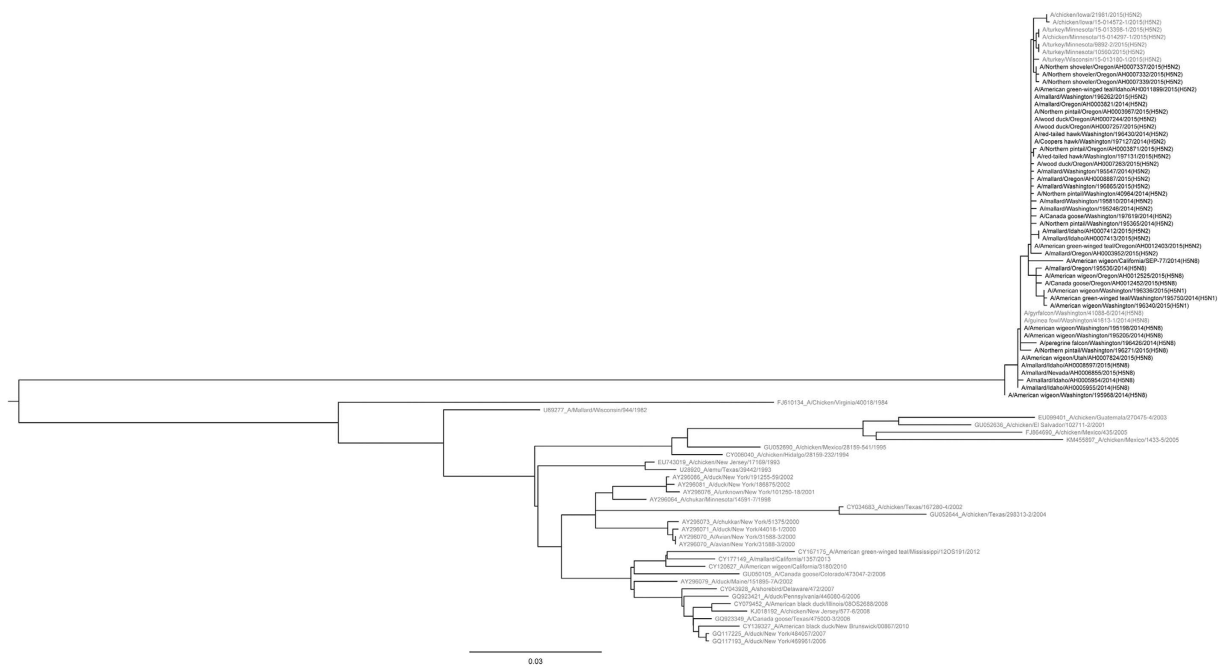 A/chicken/Iowa/21981/2015(H5N2)
A/chicken/Iowa/15-014572-1/2015(H5N2)
A/turkey/Minnesota/15-013398-1/2015(H5N2)
A/chicken/Minnesota/15-014297-1/2015(H5N2)
A/turkey/Minnesota/9892-2/2015(H5N2)
A/turkey/Minnesota/10560/2015(H5N2)
A/turkey/Wisconsin/15-013180-1/2015(H5N2)
A/Northern shoveler/Oregon/AH0007337/2015(H5N2)
A/Northern shoveler/Oregon/AH0007332/2015(H5N2)
A/Northern shoveler/Oregon/AH0007339/2015(H5N2)
A/American green-winged teal/Idaho/AH0011899/2015(H5N2)
A/mallard/Washington/196262/2015(H5N2)
A/mallard/Oregon/AH0003821/2014(H5N2)
A/Northern pintail/Oregon/AH0003967/2015(H5N2)
A/wood duck/Oregon/AH0007244/2015(H5N2)
A/wood duck/Oregon/AH0007257/2015(H5N2)
A/red-tailed hawk/Washington/196430/2014(H5N2)
A/Coopers hawk/Washington/197127/2014(H5N2)
A/Northern pintail/Oregon/AH0003871/2015(H5N2)
A/red-tailed hawk/Washington/197131/2015(H5N2)
A/wood duck/Oregon/AH0007263/2015(H5N2)
A/mallard/Washington/195547/2014(H5N2)
A/mallard/Oregon/AH0008887/2015(H5N2)
A/mallard/Washington/196865/2015(H5N2)
A/Northern pintail/Washington/40964/2014(H5N2)
A/mallard/Washington/195810/2014(H5N2)
A/mallard/Washington/195246/2014(H5N2)
A/Canada goose/Washington/197619/2014(H5N2)
A/Northern pintail/Washington/195365/2014(H5N2)
A/mallard/Idaho/AH0007412/2015(H5N2)
A/mallard/Idaho/AH0007413/2015(H5N2)
A/American green-winged teal/Oregon/AH0012403/2015(H5N2)
A/mallard/Oregon/AH0003952/2015(H5N2)
A/American wigeon/California/SEP-77/2014(H5N8)
A/mallard/Oregon/195536/2014(H5N8)
A/American wigeon/Oregon/AH0012525/2015(H5N8)
A/Canada goose/Oregon/AH0012452/2015(H5N8)
A/American wigeon/Washington/196336/2015(H5N1)
A/American green-winged teal/Washington/195750/2014(H5N1)
A/American wigeon/Washington/196340/2015(H5N1)
A/gyrfalcon/Washington/41088-6/2014(H5N8)
A/guinea fowl/Washington/41613-1/2014(H5N8)
A/American wigeon/Washington/195198/2014(H5N8)
A/American wigeon/Washington/195205/2014(H5N8)
A/peregrine falcon/Washington/196426/2014(H5N8)
A/Northern pintail/Washington/196271/2015(H5N8)
A/American wigeon/Utah/AH0007824/2015(H5N8)
A/mallard/Idaho/AH0008597/2015(H5N8)
A/mallard/Nevada/AH0008855/2015(H5N8)
A/mallard/Idaho/AH0005954/2015(H5N8)
A/mallard/Idaho/AH0005955/2015(H5N8)
A/American wigeon/Washington/195968/2014(H5N8)
FJ610134_A/Chicken/Virginia/40018/1984
U89277_A/Mallard/Wisconsin/944/1982
EU099401_A/chicken/Guatemala/270475-4/2003
GU052636_A/chicken/El Salvador/102711-2/2001
FJ864690_A/chicken/Mexico/435/2005
KM455897_A/chicken/Mexico/1433-5/2005
GU052890_A/chicken/Mexico/28159-541/1995
CY006040_A/chicken/Hidalgo/28159-232/1994
EU743019_A/chicken/New Jersey/17169/1993
U28920_A/emu/Texas/39442/1993
AY296086_A/duck/New York/191255-59/2002
AY296081_A/duck/New York/186875/2002
AY296076_A/unknown/New York/101250-18/2001
AY296064_A/chukar/Minnesota/14591-7/1998
CY034683_A/chicken/Texas/167280-4/2002
GU052644_A/chicken/Texas/298313-2/2004
AY296073_A/chukkar/New York/51375/2000
AY296071_A/duck/New York/44018-1/2000
AY296070_A/Avian/New York/31588-3/2000
AY296070_A/avian/New York/31588-3/2000
CY167175_A/American green-winged teal/Mississippi/12OS191/2012
CY177149_A/mallard/California/1357/2013
CY120627_A/American wigeon/California/3180/2010
GU050105_A/Canada goose/Colorado/473047-2/2006
AY296079_A/duck/Maine/151895-7A/2002
CY043928_A/shorebird/Delaware/472/2007
GQ923421_A/duck/Pennsylvania/446080-6/2006
CY079452_A/American black duck/Illinois/08OS2688/2008
KJ018192_A/chicken/New Jersey/877-6/2008
GQ923349_A/Canada goose/Texas/475000-3/2006
CY139327_A/American black duck/New Brunswick/00867/2010
GQ117225_A/duck/New York/464057/2007
GQ117193_A/duck/New York/469961/2006
0.03